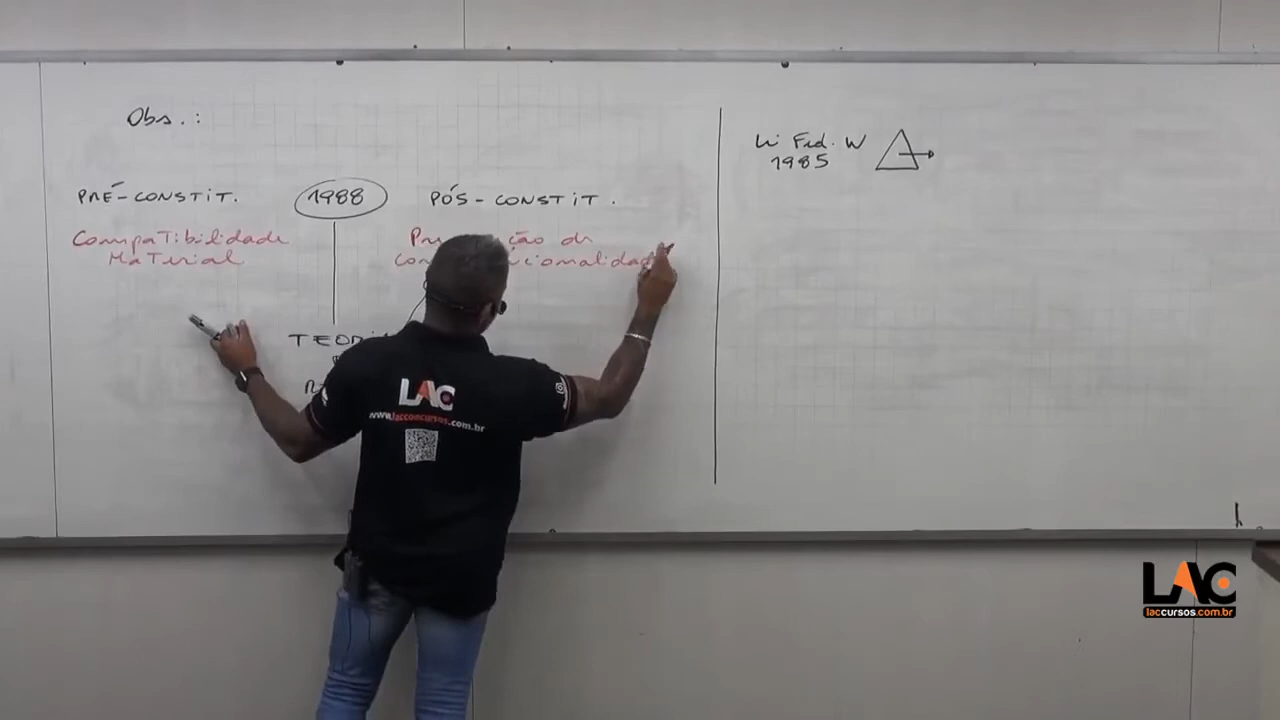 Obs.:
PRÉ-CONSTIT.
1988
PÓS-CONSTIT.
Compatibilidade
Material
Lei Fed. W
1985
LAC
www.lacconcursos.com.br
LAC
laccursos.com.br